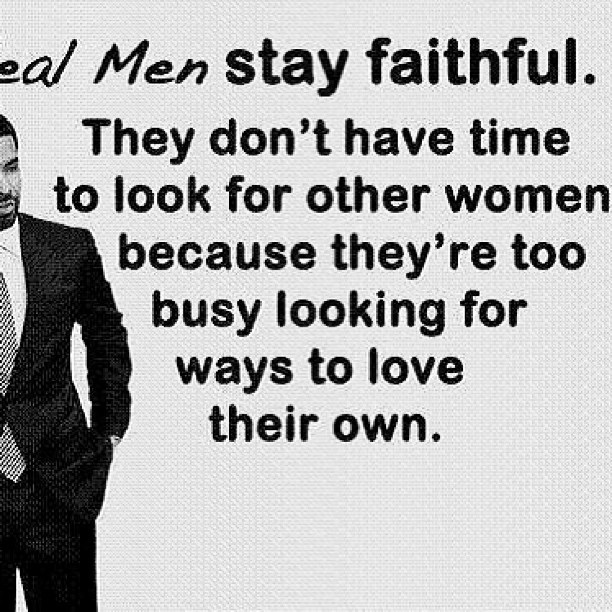 eal Men stay faithful.
They don't have time
to look for other women
because they're too
busy looking for
ways to love
their own.